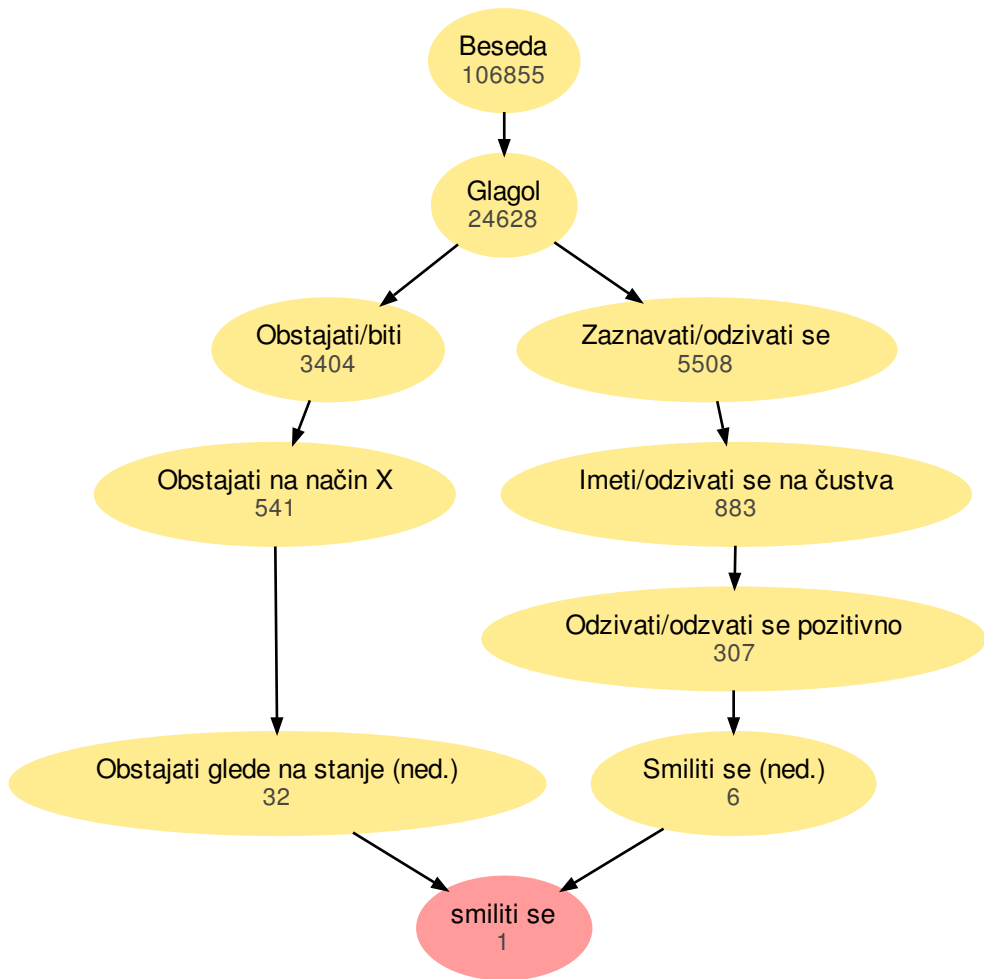 Beseda
106855
Glagol
24628
Obstajati/biti
3404
Zaznavati/odzivati se
5508
Obstajati na način X
541
Imeti/odzivati se na čustva
883
Odzivati/odzvati se pozitivno
307
Obstajati glede na stanje (ned.)
32
Smiliti se (ned.)
6
smiliti se
1